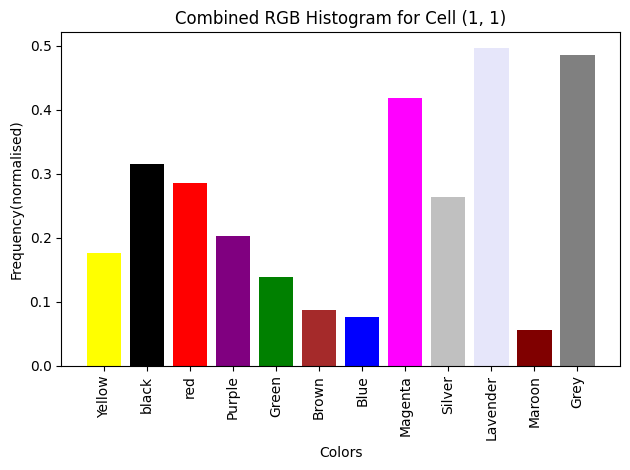 Combined RGB Histogram for Cell (1, 1)
Frequency(normalised)
0.5
0.4
0.3
0.2
0.1
0.0
Yellow
black
red
Purple
Green
Brown
Blue
Magenta
Silver
Lavender
Maroon
Grey
Colors